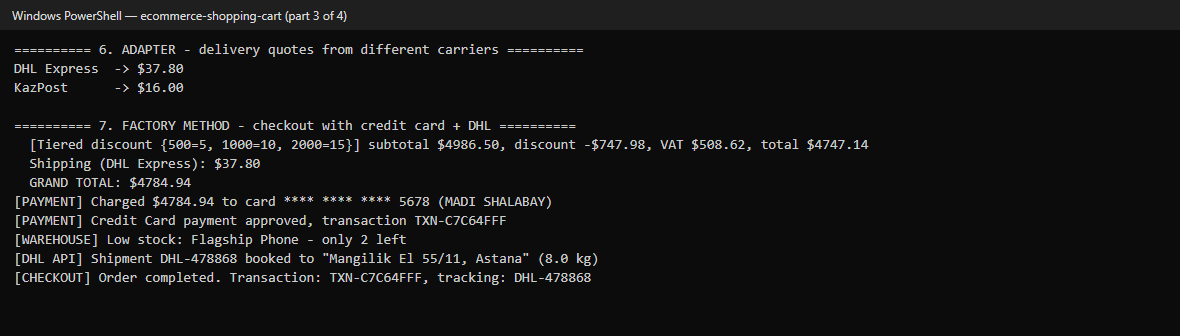 Windows PowerShell — ecommerce-shopping-cart (part 3 of 4)
========== 6. ADAPTER - delivery quotes from different carriers ==========
DHL Express  -> $37.80
KazPost      -> $16.00
========== 7. FACTORY METHOD - checkout with credit card + DHL ==========
  [Tiered discount {500=5, 1000=10, 2000=15}] subtotal $4986.50, discount -$747.98, VAT $508.62, total $4747.14
  Shipping (DHL Express): $37.80
  GRAND TOTAL: $4784.94
[PAYMENT] Charged $4784.94 to card **** **** **** 5678 (MADI SHALABAY)
[PAYMENT] Credit Card payment approved, transaction TXN-C7C64FFF
[WAREHOUSE] Low stock: Flagship Phone - only 2 left
[DHL API] Shipment DHL-478868 booked to "Mangilik El 55/11, Astana" (8.0 kg)
[CHECKOUT] Order completed. Transaction: TXN-C7C64FFF, tracking: DHL-478868